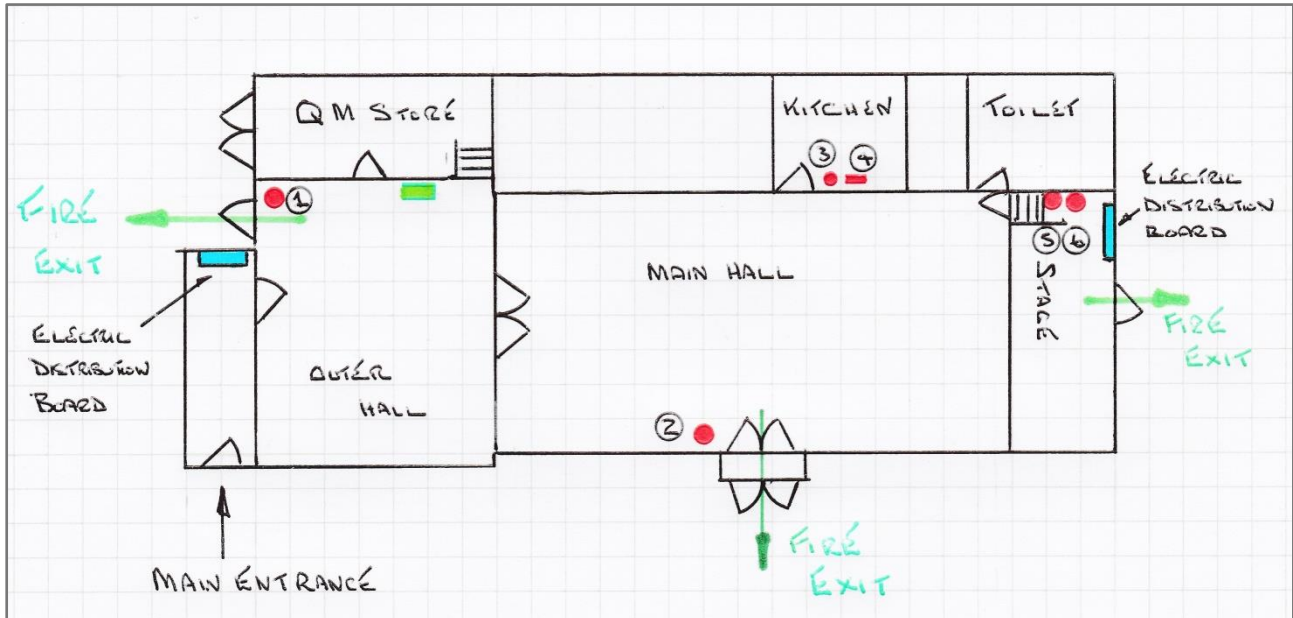 QM STORE
KITCHEN
TOILET
3
4
1
ELECTRIC
DISTRIBUTION
BOARD
FIRE
EXIT
5
6
MAIN HALL
STAGE
FIRE
EXIT
ELECTRIC
DISTRIBUTION
BOARD
OUTER
HALL
2
FIRE
EXIT
MAIN ENTRANCE